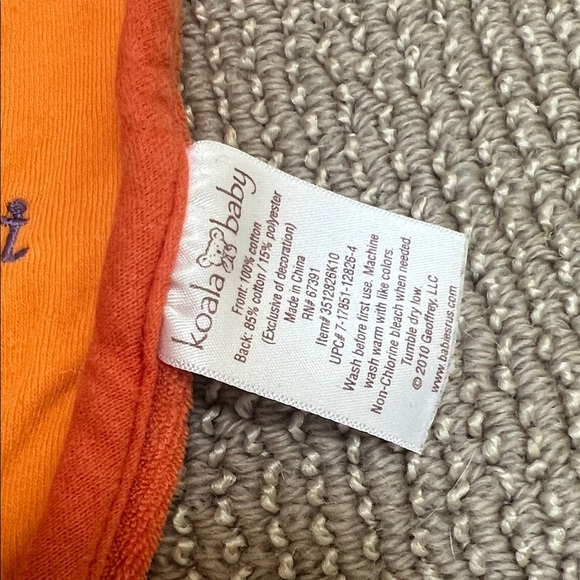 koala baby
Front: 100% cotton
Back: 85% cotton / 15% polyester
(Exclusive of decoration)
Made in China
RN# 67391
Item# 3512826K10
UPC# 7-17851-12826-4
Wash before first use. Machine
wash warm with like colors.
Non-Chlorine bleach when needed.
Tumble dry low.
© 2010 Geoffrey, LLC
www.babiesrus.com